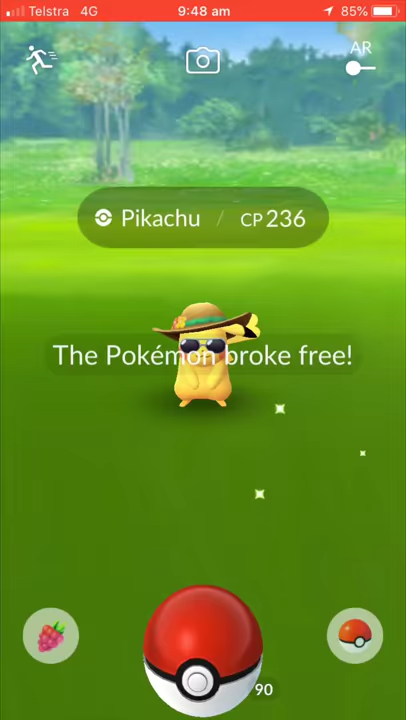 Telstra 4G 9:48 am 85%
AR
Pikachu / CP 236
The Pokémon broke free!
90